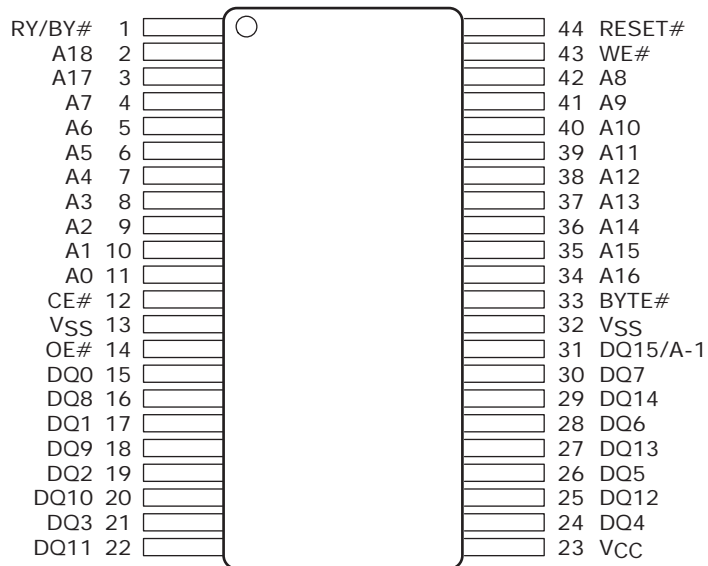 RY/BY# 1 44 RESET#
A18 2 43 WE#
A17 3 42 A8
A7 4 41 A9
A6 5 40 A10
A5 6 39 A11
A4 7 38 A12
A3 8 37 A13
A2 9 36 A14
A1 10 35 A15
A0 11 34 A16
CE# 12 33 BYTE#
VSS 13 32 VSS
OE# 14 31 DQ15/A-1
DQ0 15 30 DQ7
DQ8 16 29 DQ14
DQ1 17 28 DQ6
DQ9 18 27 DQ13
DQ2 19 26 DQ5
DQ10 20 25 DQ12
DQ3 21 24 DQ4
DQ11 22 23 VCC